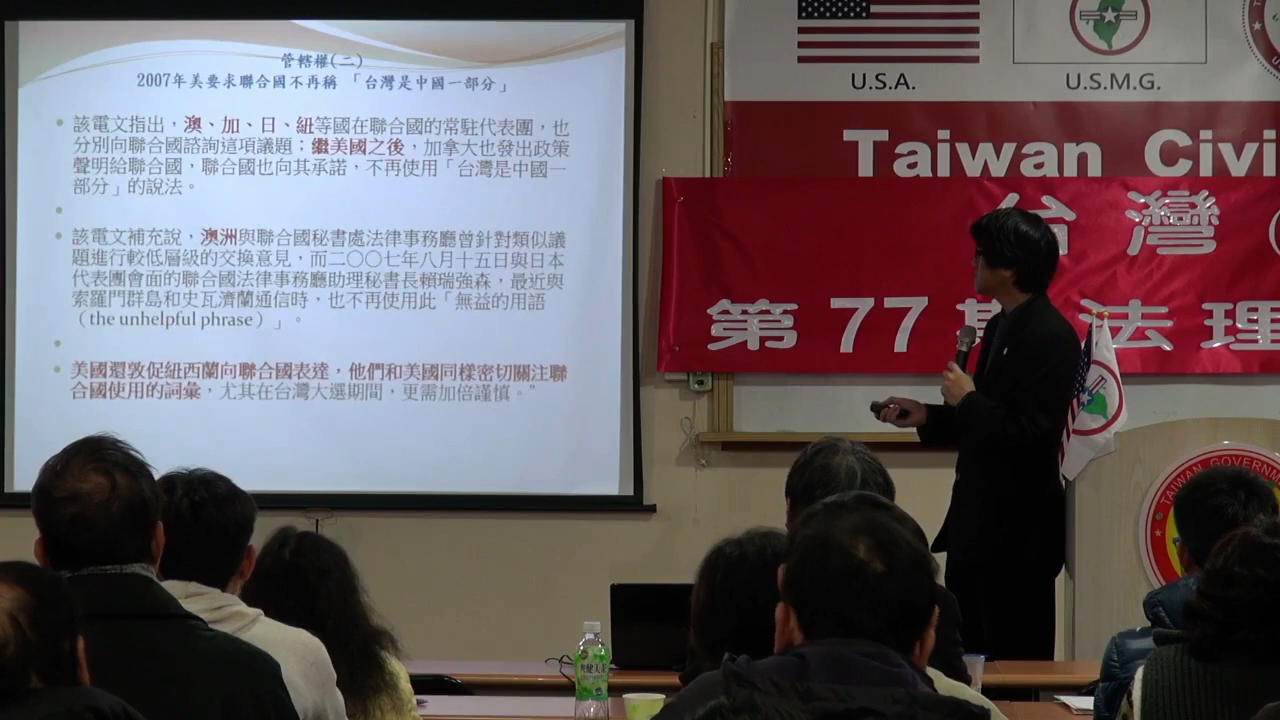 管轄權(二)
2007年美要求聯合國不再稱 「台灣是中國一部分」
該電文指出，澳、加、日、紐等國在聯合國的常駐代表團，也
分別向聯合國諮詢這項議題；繼美國之後，加拿大也發出政策
聲明給聯合國，聯合國也向其承諾，不再使用「台灣是中國一
部分」的說法。
該電文補充說，澳洲與聯合國秘書處法律事務廳曾針對類似議
題進行較低層級的交換意見，而二〇〇七年八月十五日與日本
代表團會面的聯合國法律事務廳助理秘書長賴瑞強森，最近與
索羅門群島和史瓦濟蘭通信時，也不再使用此「無益的用語
（the unhelpful phrase）」。
美國還敦促紐西蘭向聯合國表達，他們和美國同樣密切關注聯
合國使用的詞彙，尤其在台灣大選期間，更需加倍謹慎。”
U.S.A.
U.S.M.G.
Taiwan Civi
台灣
第77期法理
TAIWAN GOVERNM